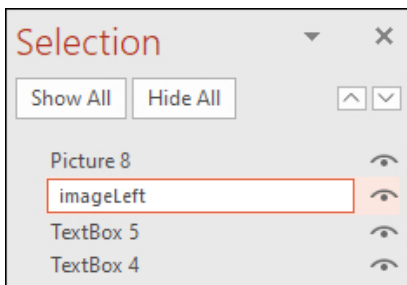 Selection
Show All Hide All
Picture 8
imageLeft
TextBox 5
TextBox 4